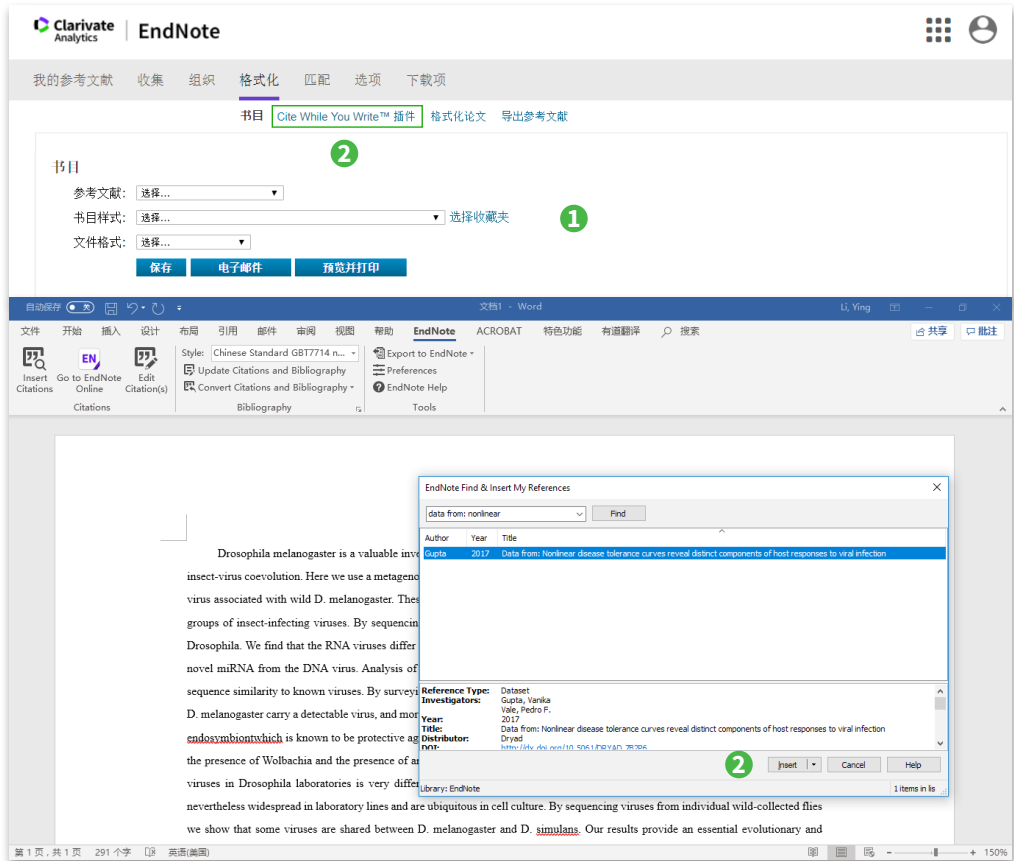 Clarivate
Analytics
EndNote
我的参考文献 收集 组织 格式化 匹配 选项 下载项
书目 Cite While You Write™ 插件 格式化论文 导出参考文献
2
书目
参考文献: 选择...
书目样式: 选择... 选择收藏夹
1
文件格式: 选择...
保存 电子邮件 预览并打印
自动保存 关 文档1 - Word Li, Ying
文件 开始 插入 设计 布局 引用 邮件 审阅 视图 帮助 EndNote ACROBAT 特色功能 有道翻译 搜索 共享 批注
Insert Citations
EN
Go to EndNote Online
Edit Citation(s)
Citations
Style: Chinese Standard GBT7714 n...
Update Citations and Bibliography
Convert Citations and Bibliography
Bibliography
Export to EndNote
Preferences
EndNote Help
Tools
Drosophila melanogaster is a valuable inve
insect-virus coevolution. Here we use a metageno
virus associated with wild D. melanogaster. Thes
groups of insect-infecting viruses. By sequencin
Drosophila. We find that the RNA viruses differ
novel miRNA from the DNA virus. Analysis of
sequence similarity to known viruses. By surveyi
D. melanogaster carry a detectable virus, and mor
endosymbiontwhich is known to be protective ag
the presence of Wolbachia and the presence of ar
viruses in Drosophila laboratories is very differ
nevertheless widespread in laboratory lines and are ubiquitous in cell culture. By sequencing viruses from individual wild-collected flies
we show that some viruses are shared between D. melanogaster and D. simulans. Our results provide an essential evolutionary and
EndNote Find & Insert My References
data from: nonlinear Find
Author Year Title
Gupta 2017 Data from: Nonlinear disease tolerance curves reveal distinct components of host responses to viral infection
Reference Type: Dataset
Investigators: Gupta, Vanika
Vale, Pedro F.
Year: 2017
Title: Data from: Nonlinear disease tolerance curves reveal distinct components of host responses to viral infection
Distributor: Dryad
DOI: http://dx.doi.org/10.5061/DRYAD.7B2P6
2
Insert Cancel Help
Library: EndNote 1 items in lis
第1页,共1页 291个字 英语(美国) 150%